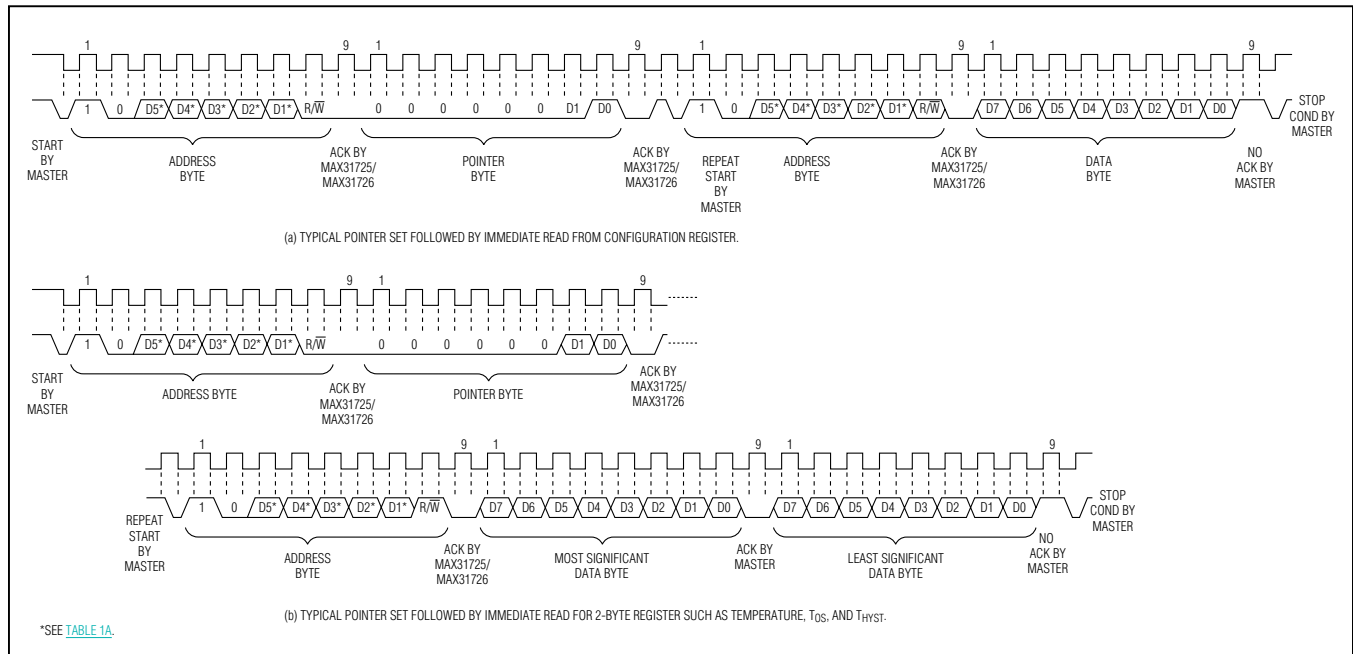 1 9 1 9 1 9 1 9
1 0 D5* D4* D3* D2* D1* R/W̅ 0 0 0 0 0 0 D1 D0 1 0 D5* D4* D3* D2* D1* R/W̅ D7 D6 D5 D4 D3 D2 D1 D0
STOP
COND BY
MASTER
START
BY
MASTER
ADDRESS
BYTE
ACK BY
MAX31725/
MAX31726
POINTER
BYTE
ACK BY
MAX31725/
MAX31726
REPEAT
START
BY
MASTER
ADDRESS
BYTE
ACK BY
MAX31725/
MAX31726
DATA
BYTE
NO
ACK BY
MASTER
(a) TYPICAL POINTER SET FOLLOWED BY IMMEDIATE READ FROM CONFIGURATION REGISTER.
1 9 1 9
1 0 D5* D4* D3* D2* D1* R/W̅ 0 0 0 0 0 0 D1 D0
START
BY
MASTER
ADDRESS BYTE
ACK BY
MAX31725/
MAX31726
POINTER BYTE
ACK BY
MAX31725/
MAX31726
1 9 1 9 1 9
1 0 D5* D4* D3* D2* D1* R/W̅ D7 D6 D5 D4 D3 D2 D1 D0 D7 D6 D5 D4 D3 D2 D1 D0
STOP
COND BY
MASTER
REPEAT
START
BY
MASTER
ADDRESS
BYTE
ACK BY
MAX31725/
MAX31726
MOST SIGNIFICANT
DATA BYTE
ACK BY
MASTER
LEAST SIGNIFICANT
DATA BYTE
NO
ACK BY
MASTER
(b) TYPICAL POINTER SET FOLLOWED BY IMMEDIATE READ FOR 2-BYTE REGISTER SUCH AS TEMPERATURE, TOS, AND THYST.
*SEE TABLE 1A.